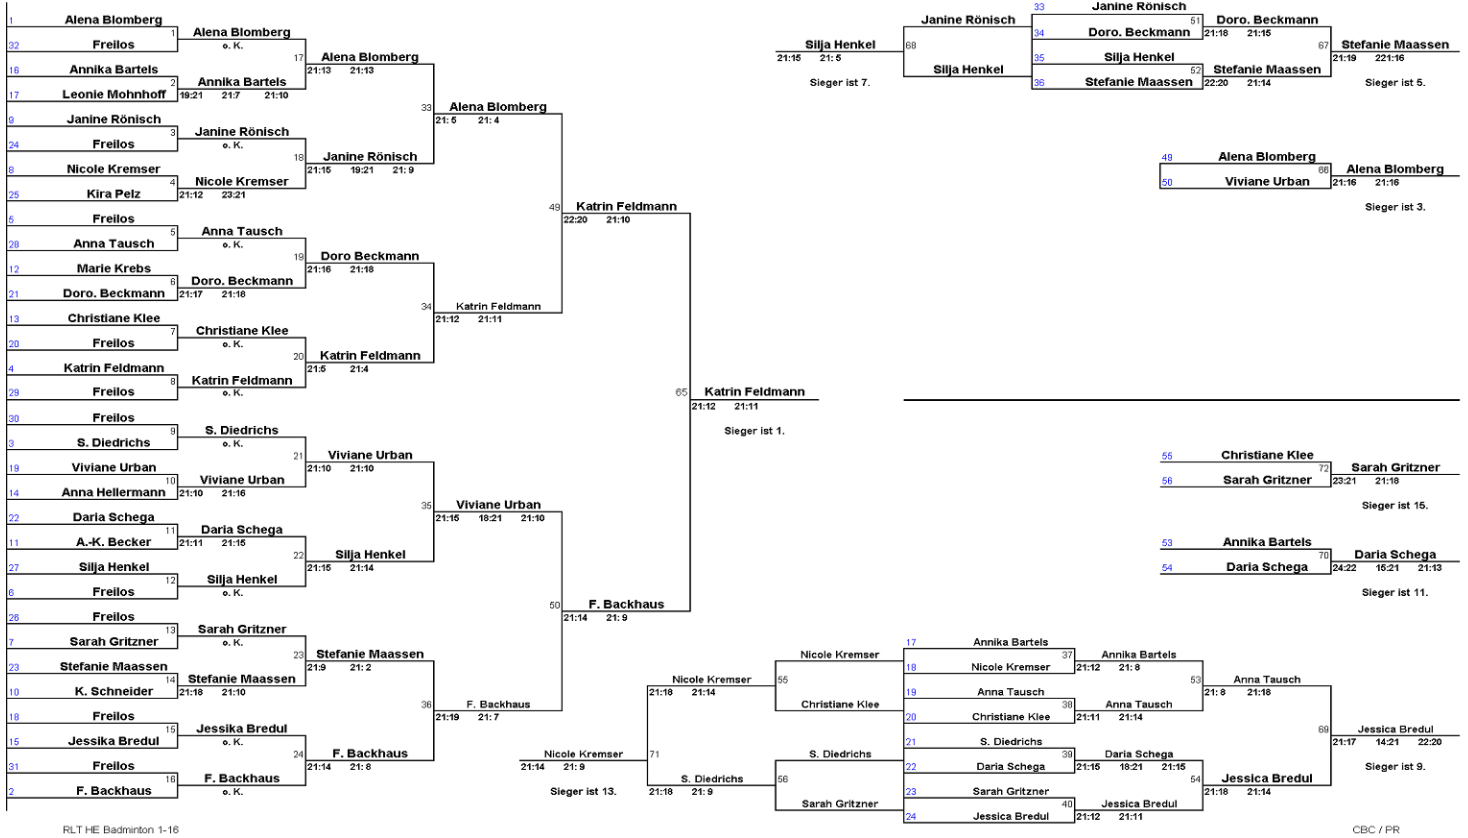 1 Alena Blomberg
1
32 Freilos
Alena Blomberg
o. K.
17
16 Annika Bartels
2
17 Leonie Mohnhoff
Annika Bartels
19:21 21:7 21:10
Alena Blomberg
21:13 21:13
33
9 Janine Rönisch
3
24 Freilos
Janine Rönisch
o. K.
18
8 Nicole Kremser
4
25 Kira Pelz
Nicole Kremser
21:12 23:21
Janine Rönisch
21:15 19:21 21: 9
Alena Blomberg
21: 5 21: 4
49
5 Freilos
5
28 Anna Tausch
Anna Tausch
o. K.
19
12 Marie Krebs
6
21 Doro. Beckmann
Doro. Beckmann
21:17 21:18
Doro Beckmann
21:16 21:18
34
13 Christiane Klee
7
20 Freilos
Christiane Klee
o. K.
20
4 Katrin Feldmann
8
29 Freilos
Katrin Feldmann
o. K.
Katrin Feldmann
21:5 21:4
Katrin Feldmann
21:12 21:11
Katrin Feldmann
22:20 21:10
65
Katrin Feldmann
21:12 21:11
Sieger ist 1.
30 Freilos
9
3 S. Diedrichs
S. Diedrichs
o. K.
21
19 Viviane Urban
10
14 Anna Hellermann
Viviane Urban
21:10 21:16
Viviane Urban
21:10 21:10
35
22 Daria Schega
11
11 A.-K. Becker
Daria Schega
21:11 21:15
22
27 Silja Henkel
12
6 Freilos
Silja Henkel
o. K.
Silja Henkel
21:15 21:14
Viviane Urban
21:15 18:21 21:10
50
26 Freilos
13
7 Sarah Gritzner
Sarah Gritzner
o. K.
23
23 Stefanie Maassen
14
10 K. Schneider
Stefanie Maassen
21:18 21:10
Stefanie Maassen
21:9 21: 2
36
18 Freilos
15
15 Jessika Bredul
Jessika Bredul
o. K.
24
31 Freilos
16
2 F. Backhaus
F. Backhaus
o. K.
F. Backhaus
21:14 21: 8
F. Backhaus
21:19 21: 7
F. Backhaus
21:14 21: 9
33 Janine Rönisch
51
34 Doro. Beckmann
Doro. Beckmann
21:18 21:15
67
35 Silja Henkel
52
36 Stefanie Maassen
Stefanie Maassen
22:20 21:14
Stefanie Maassen
21:19 221:16
Sieger ist 5.
Janine Rönisch
68
Silja Henkel
Silja Henkel
21:15 21: 5
Sieger ist 7.
49 Alena Blomberg
66
50 Viviane Urban
Alena Blomberg
21:16 21:16
Sieger ist 3.
55 Christiane Klee
72
56 Sarah Gritzner
Sarah Gritzner
23:21 21:18
Sieger ist 15.
53 Annika Bartels
70
54 Daria Schega
Daria Schega
24:22 15:21 21:13
Sieger ist 11.
17 Annika Bartels
37
18 Nicole Kremser
Annika Bartels
21:12 21: 8
53
19 Anna Tausch
38
20 Christiane Klee
Anna Tausch
21:11 21:14
Anna Tausch
21: 8 21:18
69
21 S. Diedrichs
39
22 Daria Schega
Daria Schega
21:15 18:21 21:15
54
23 Sarah Gritzner
40
24 Jessica Bredul
Jessica Bredul
21:12 21:11
Jessica Bredul
21:18 21:14
Jessica Bredul
21:17 14:21 22:20
Sieger ist 9.
Nicole Kremser
55
Christiane Klee
Nicole Kremser
21:18 21:14
71
S. Diedrichs
56
Sarah Gritzner
S. Diedrichs
21:18 21: 9
Nicole Kremser
21:14 21: 9
Sieger ist 13.
RLT HE Badminton 1-16
CBC / PR